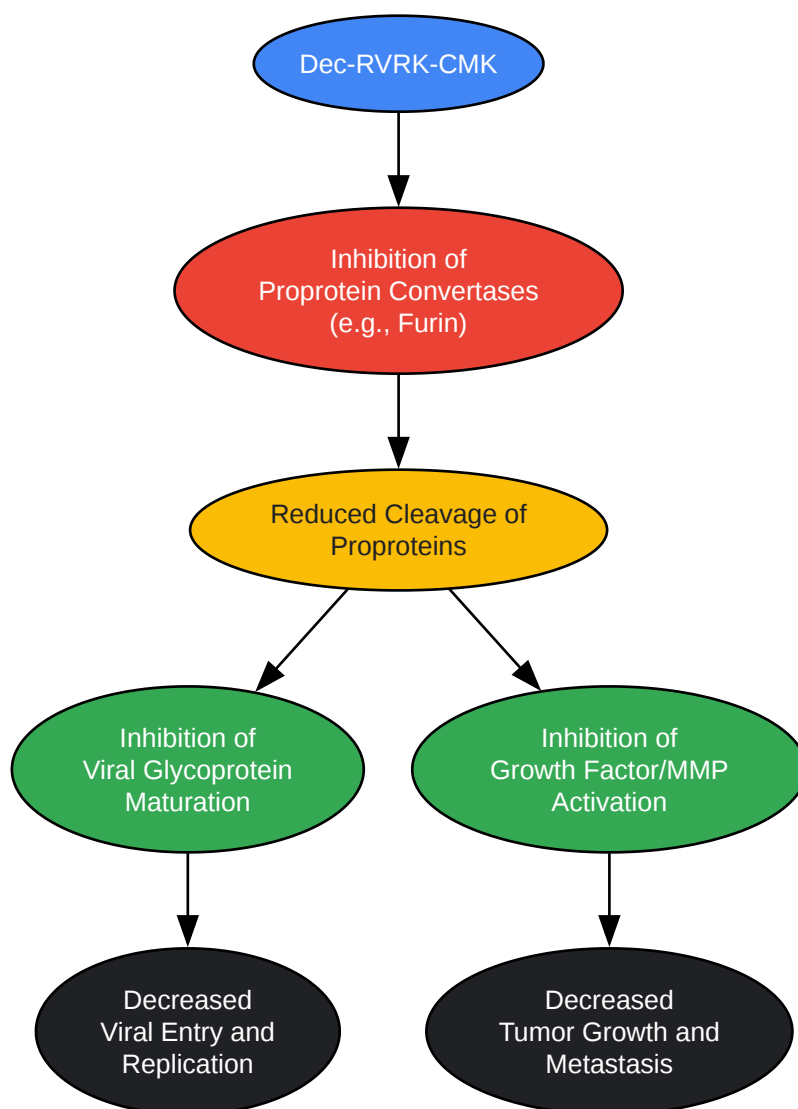 Dec-RVRK-CMK
Inhibition of
Proprotein Convertases
(e.g., Furin)
Reduced Cleavage of
Proproteins
Inhibition of
Viral Glycoprotein
Maturation
Inhibition of
Growth Factor/MMP
Activation
Decreased
Viral Entry and
Replication
Decreased
Tumor Growth and
Metastasis